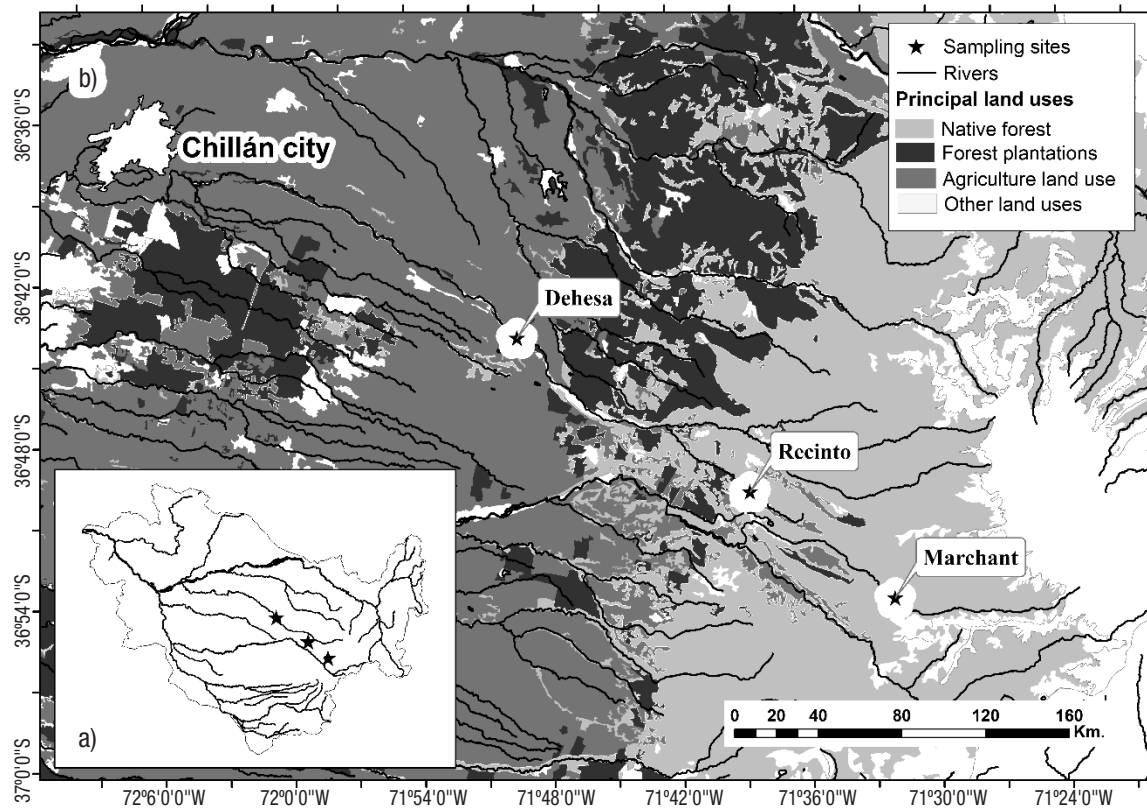 b)
Chillán city
Dehesa
Rccinto
Marchant
a)
★ Sampling sites
Rivers
Principal land uses
Native forest
Forest plantations
Agriculture land use
Other land uses
0 20 40 80 120 160
Km.
36°36'0"S
36°42'0"S
36°48'0"S
36°54'0"S
37°0'0"S
72°6'0"W
72°0'0"W
71°54'0"W
71°48'0"W
71°42'0"W
71°36'0"W
71°30'0"W
71°24'0"W